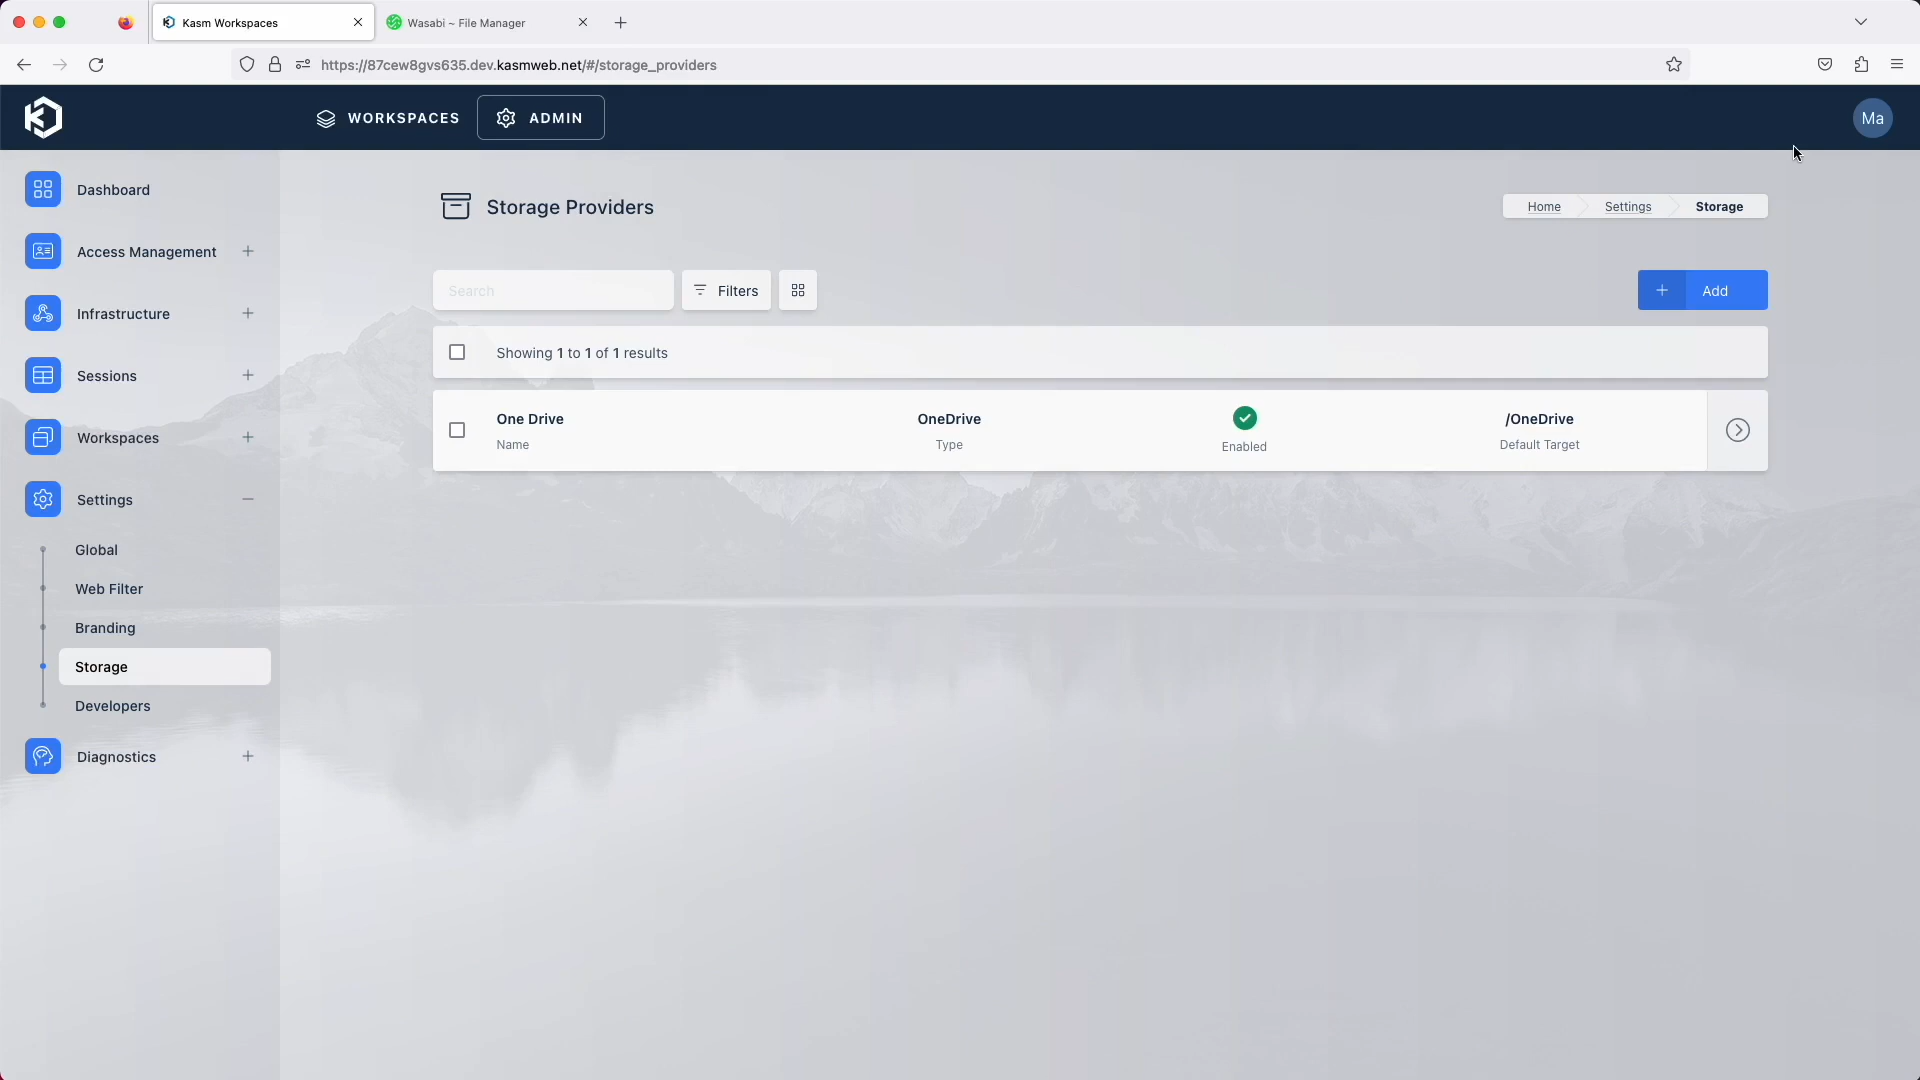 Kasm Workspaces
Wasabi ~ File Manager
https://87cew8gvs635.dev.kasmweb.net/#/storage_providers
WORKSPACES
ADMIN
Ma
Dashboard
Access Management
Infrastructure
Sessions
Workspaces
Settings
Global
Web Filter
Branding
Storage
Developers
Diagnostics
Storage Providers
Home
Settings
Storage
Search
Filters
Add
Showing 1 to 1 of 1 results
One Drive
Name
OneDrive
Type
Enabled
/OneDrive
Default Target